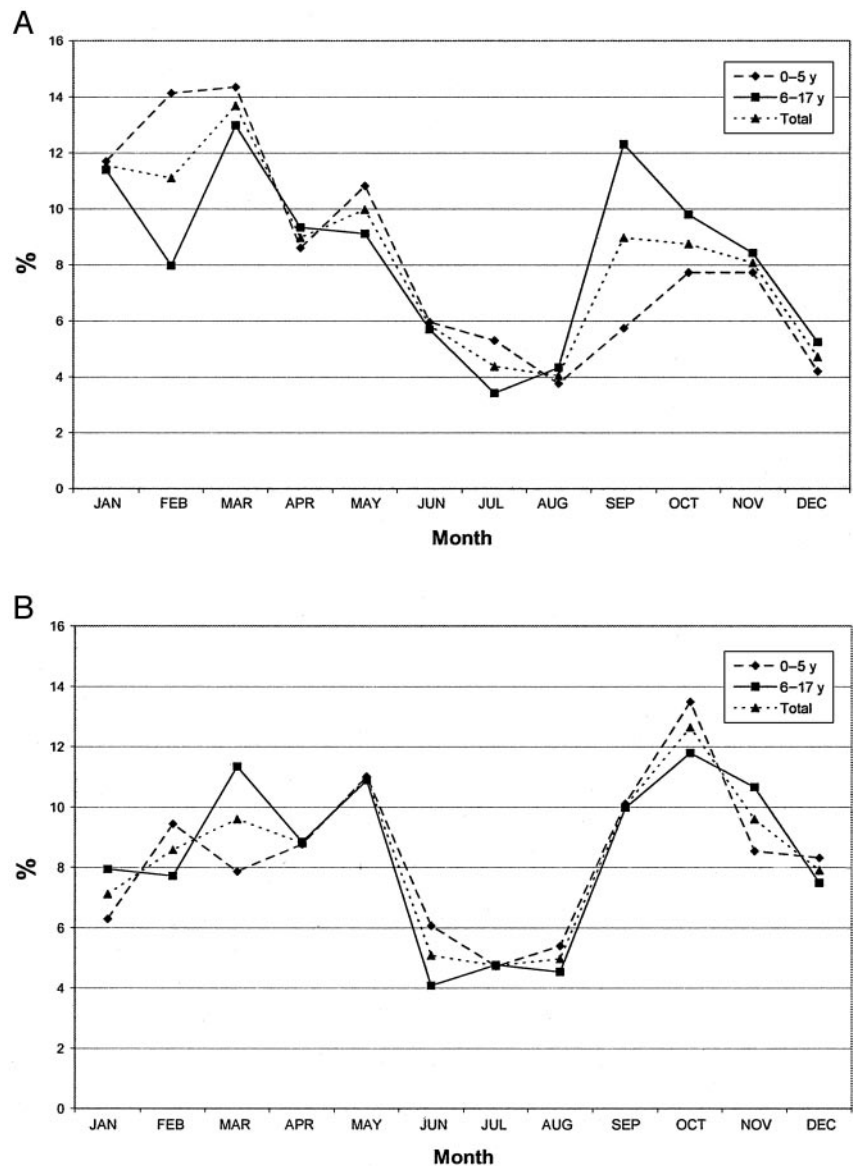 A
16
14
12
10
8
6
4
2
0
%
0–5 y
6–17 y
Total
JAN FEB MAR APR MAY JUN JUL AUG SEP OCT NOV DEC
Month
B
16
14
12
10
8
6
4
2
0
%
0–5 y
6–17 y
Total
JAN FEB MAR APR MAY JUN JUL AUG SEP OCT NOV DEC
Month